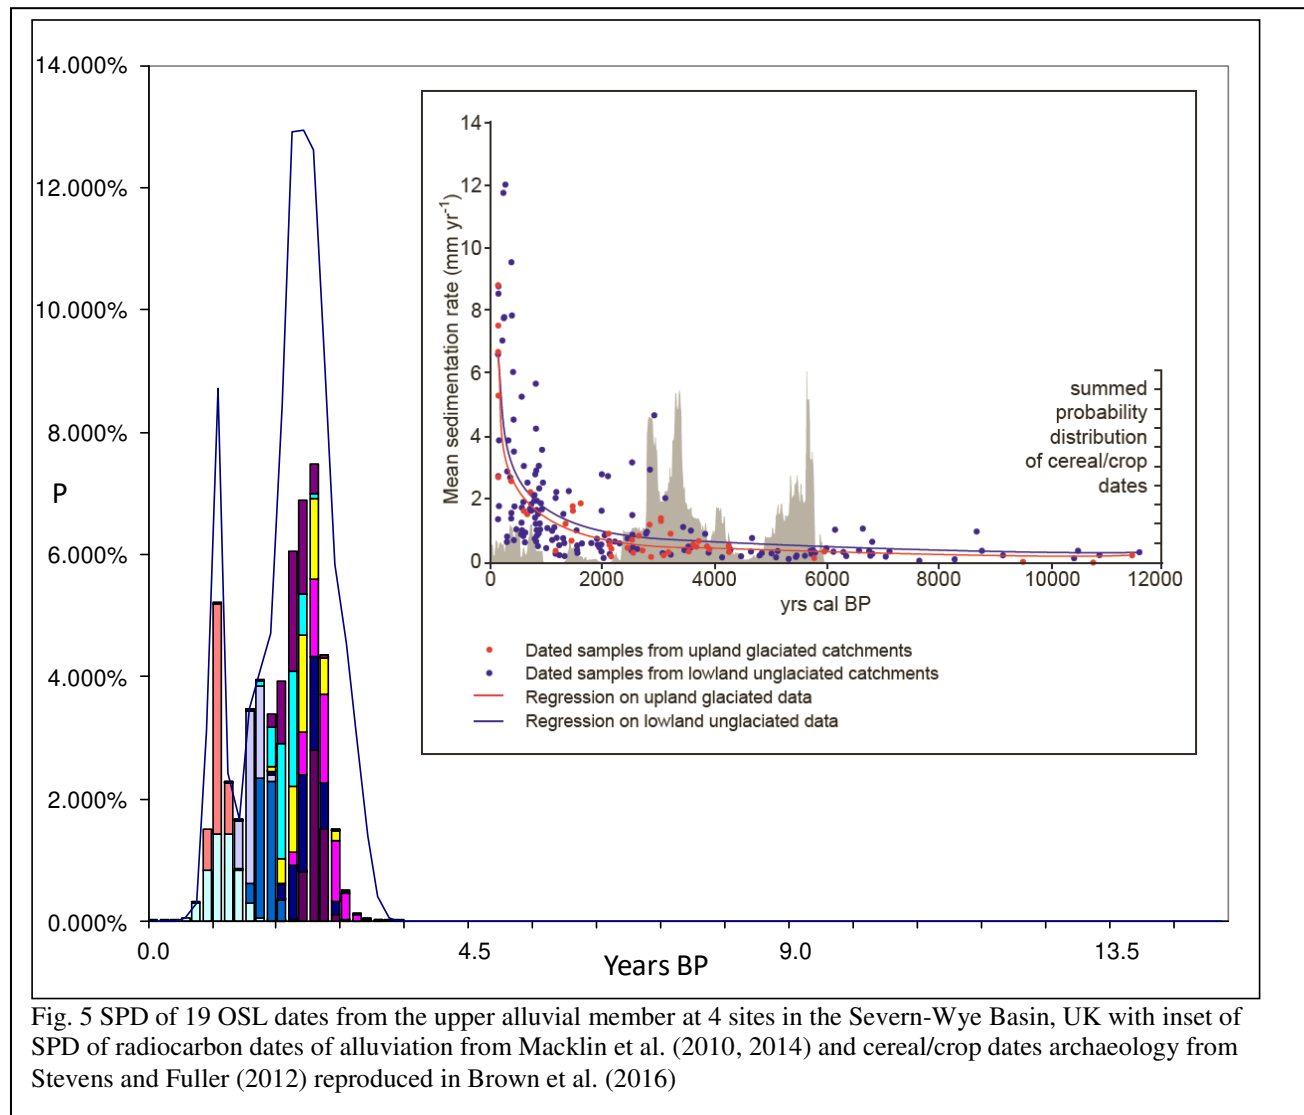 14.000%
12.000%
10.000%
8.000%
P
6.000%
4.000%
2.000%
0.000%
0.0
4.5
9.0
13.5
Years BP
14
12
10
8
6
4
2
0
Mean sedimentation rate (mm yr-1)
0
2000
4000
6000
8000
10000
12000
yrs cal BP
summed
probability
distribution
of cereal/crop
dates
Dated samples from upland glaciated catchments
Dated samples from lowland unglaciated catchments
Regression on upland glaciated data
Regression on lowland unglaciated data
Fig. 5 SPD of 19 OSL dates from the upper alluvial member at 4 sites in the Severn-Wye Basin, UK with inset of
SPD of radiocarbon dates of alluviation from Macklin et al. (2010, 2014) and cereal/crop dates archaeology from
Stevens and Fuller (2012) reproduced in Brown et al. (2016)